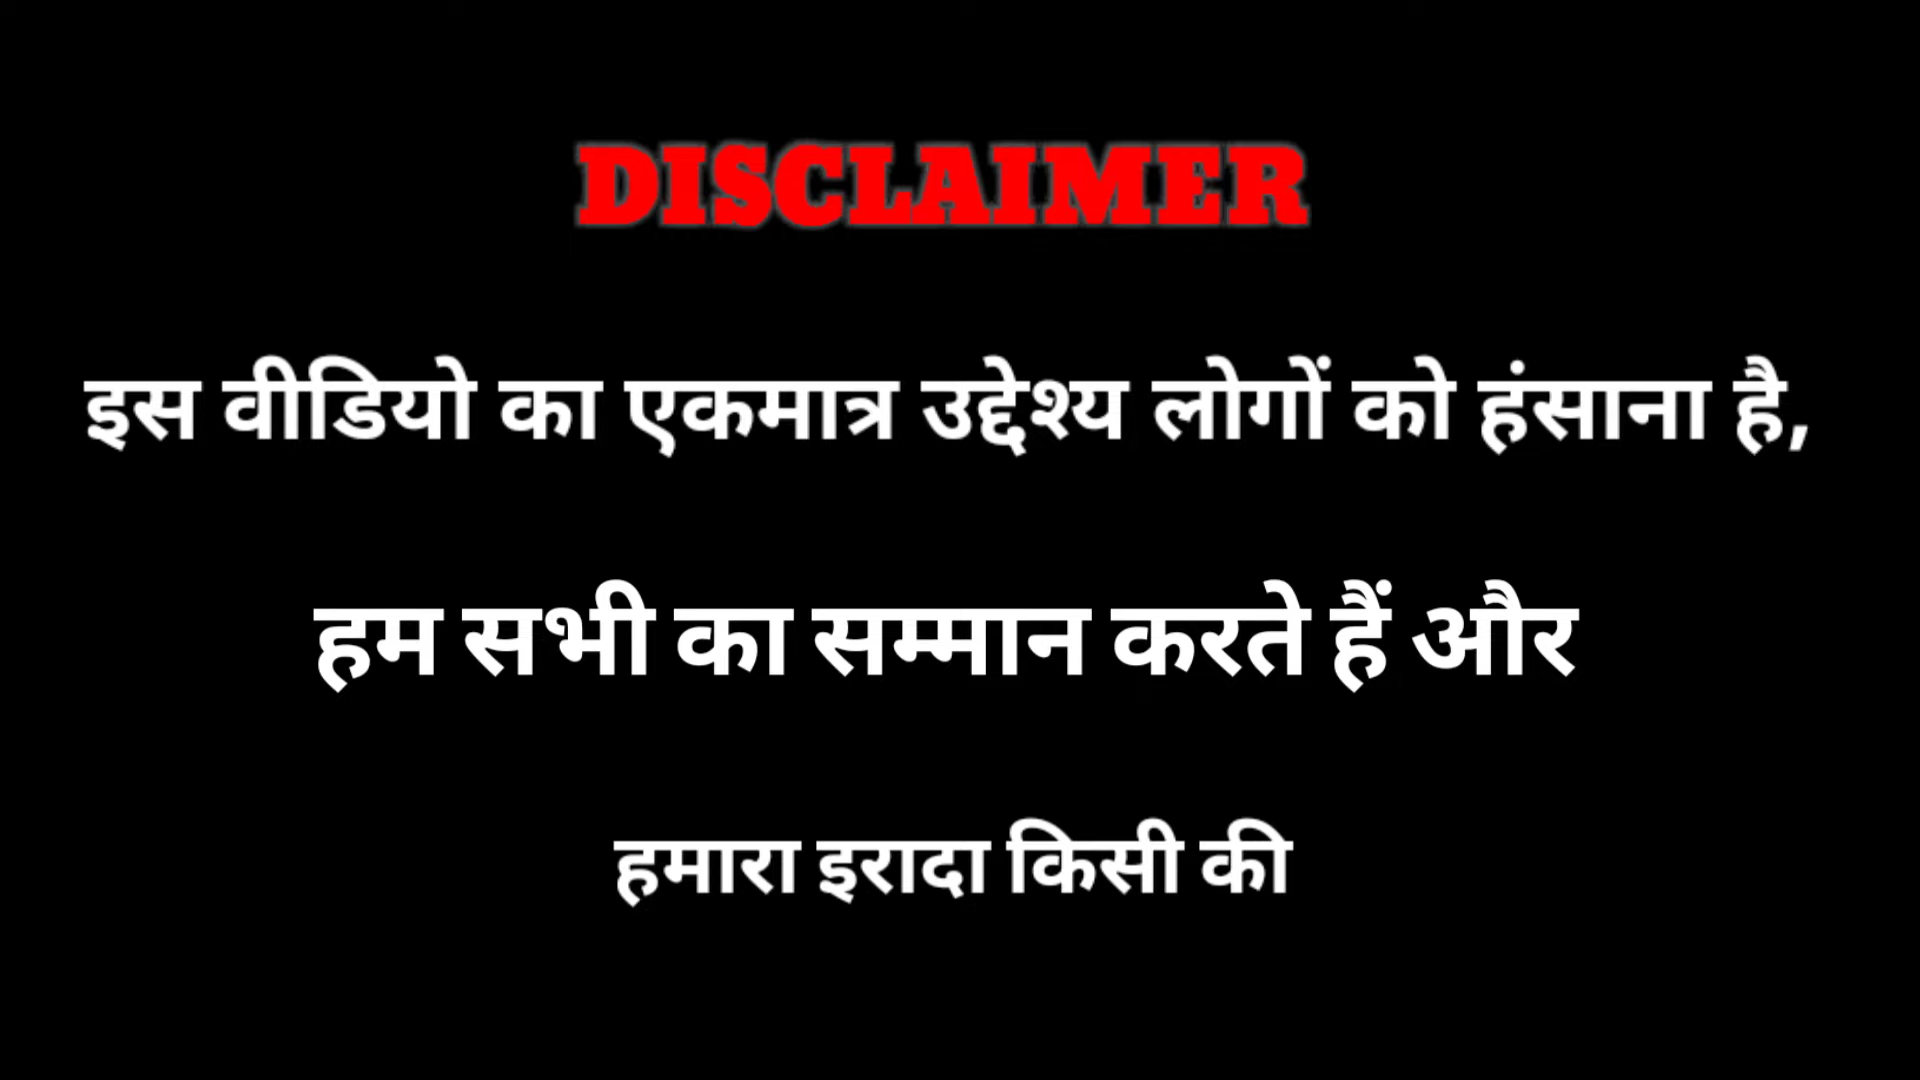 DISCLAIMER
इस वीडियो का एकमात्र उद्देश्य लोगों को हंसाना है,
हम सभी का सम्मान करते हैं और
हमारा इरादा किसी की